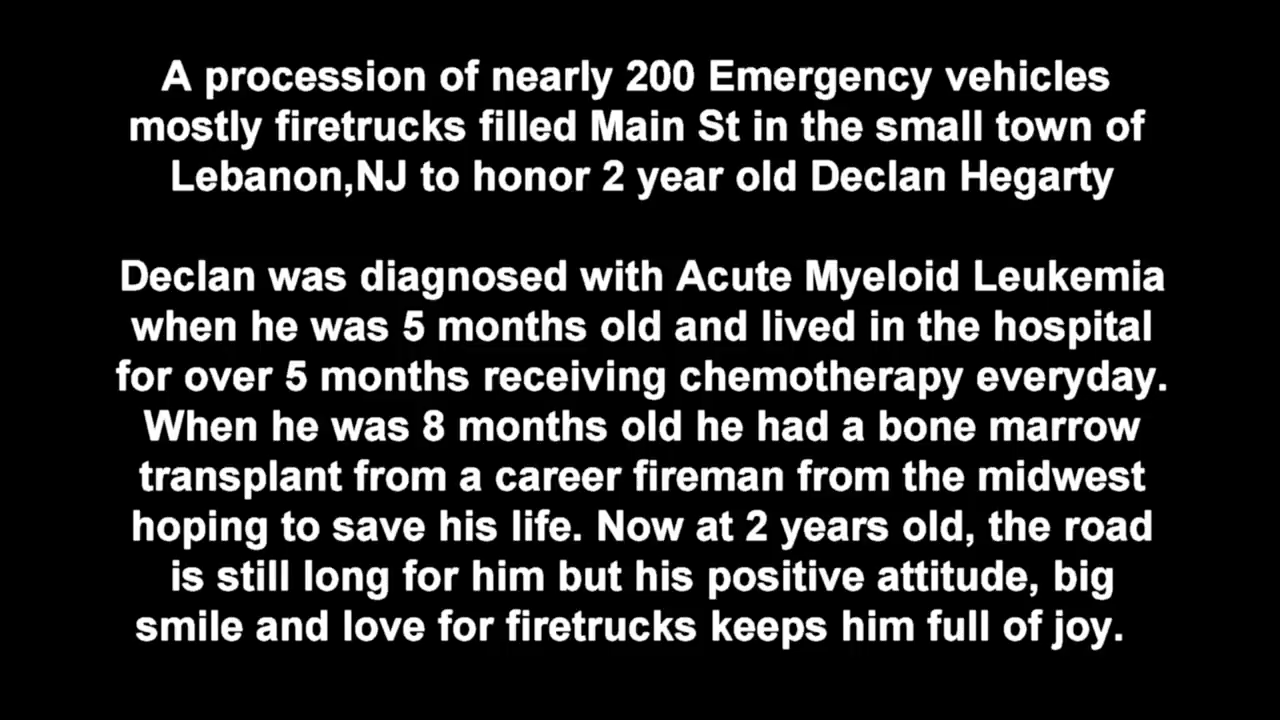 A procession of nearly 200 Emergency vehicles
mostly firetrucks filled Main St in the small town of
Lebanon,NJ to honor 2 year old Declan Hegarty
Declan was diagnosed with Acute Myeloid Leukemia
when he was 5 months old and lived in the hospital
for over 5 months receiving chemotherapy everyday.
When he was 8 months old he had a bone marrow
transplant from a career fireman from the midwest
hoping to save his life. Now at 2 years old, the road
is still long for him but his positive attitude, big
smile and love for firetrucks keeps him full of joy.